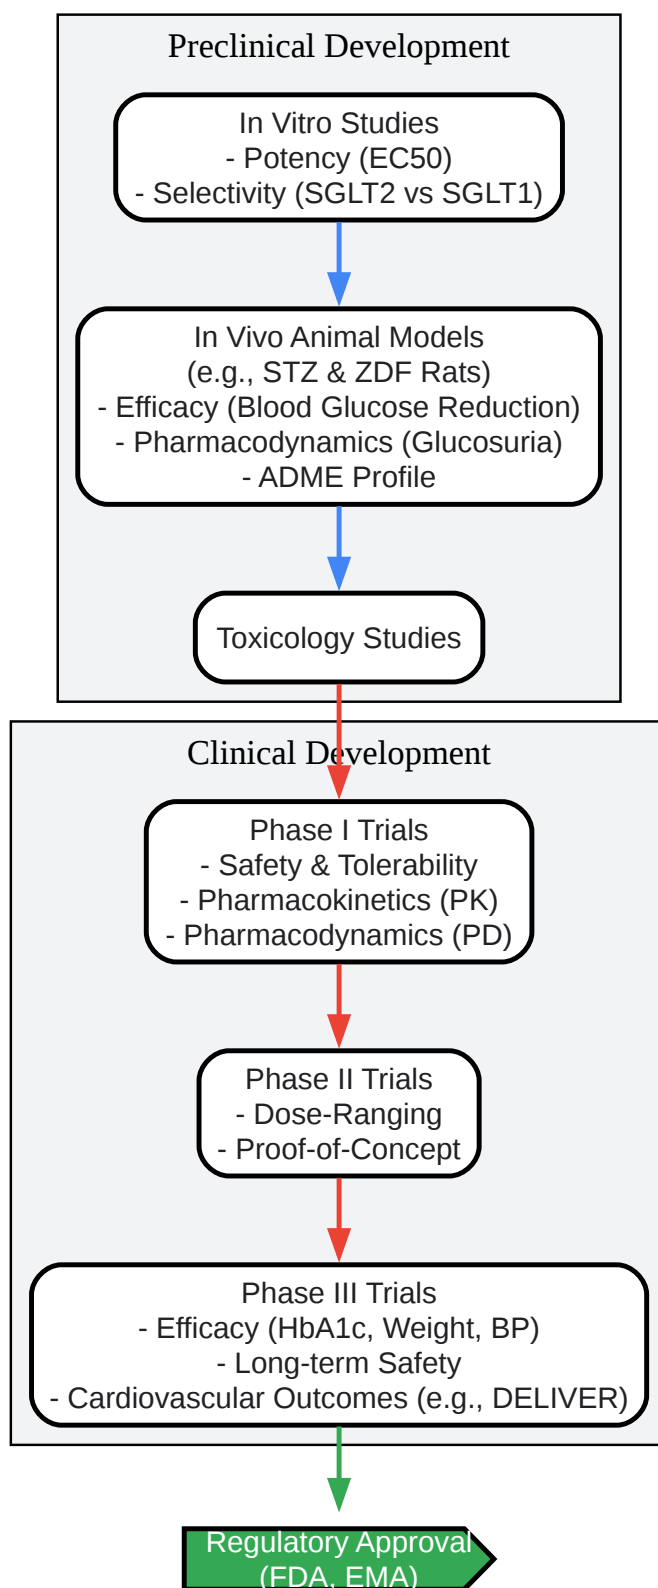 Preclinical Development
In Vitro Studies
- Potency (EC50)
- Selectivity (SGLT2 vs SGLT1)
In Vivo Animal Models
(e.g., STZ & ZDF Rats)
- Efficacy (Blood Glucose Reduction)
- Pharmacodynamics (Glucosuria)
- ADME Profile
Toxicology Studies
Clinical Development
Phase I Trials
- Safety & Tolerability
- Pharmacokinetics (PK)
- Pharmacodynamics (PD)
Phase II Trials
- Dose-Ranging
- Proof-of-Concept
Phase III Trials
- Efficacy (HbA1c, Weight, BP)
- Long-term Safety
- Cardiovascular Outcomes (e.g., DELIVER)
Regulatory Approval
(FDA, EMA)